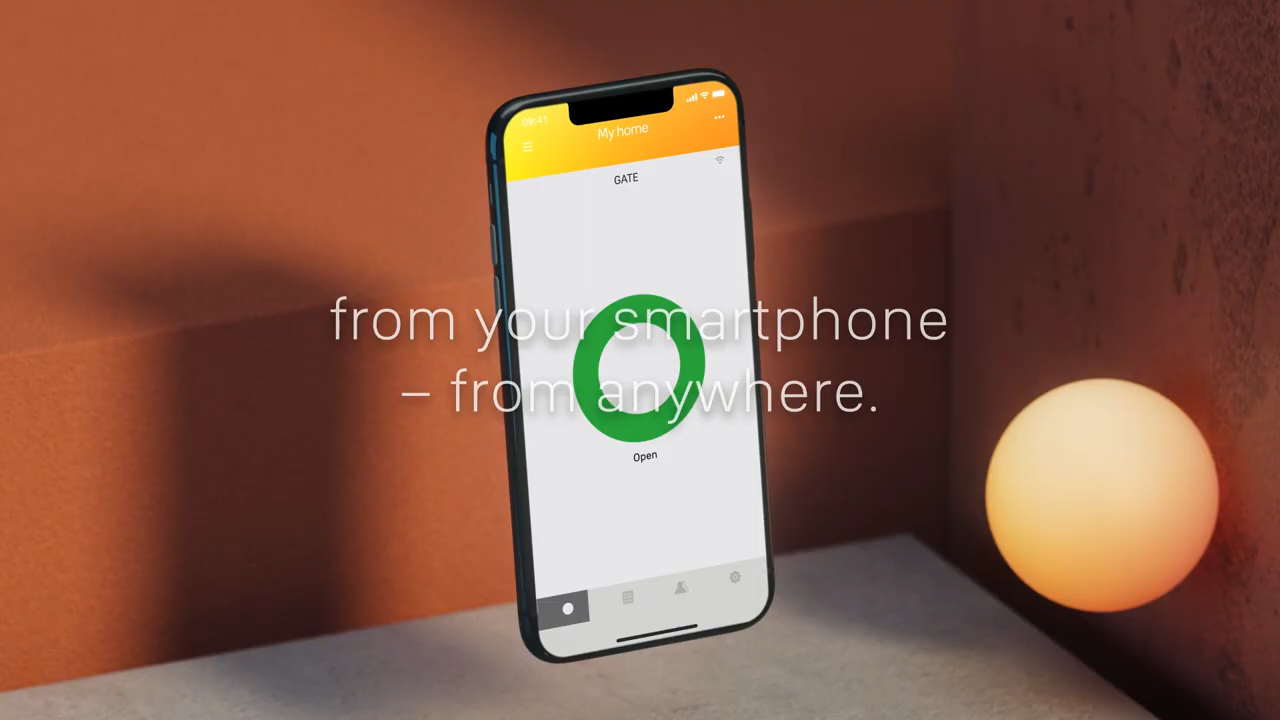 09:41
My home
GATE
from your smartphone
– from anywhere.
Open